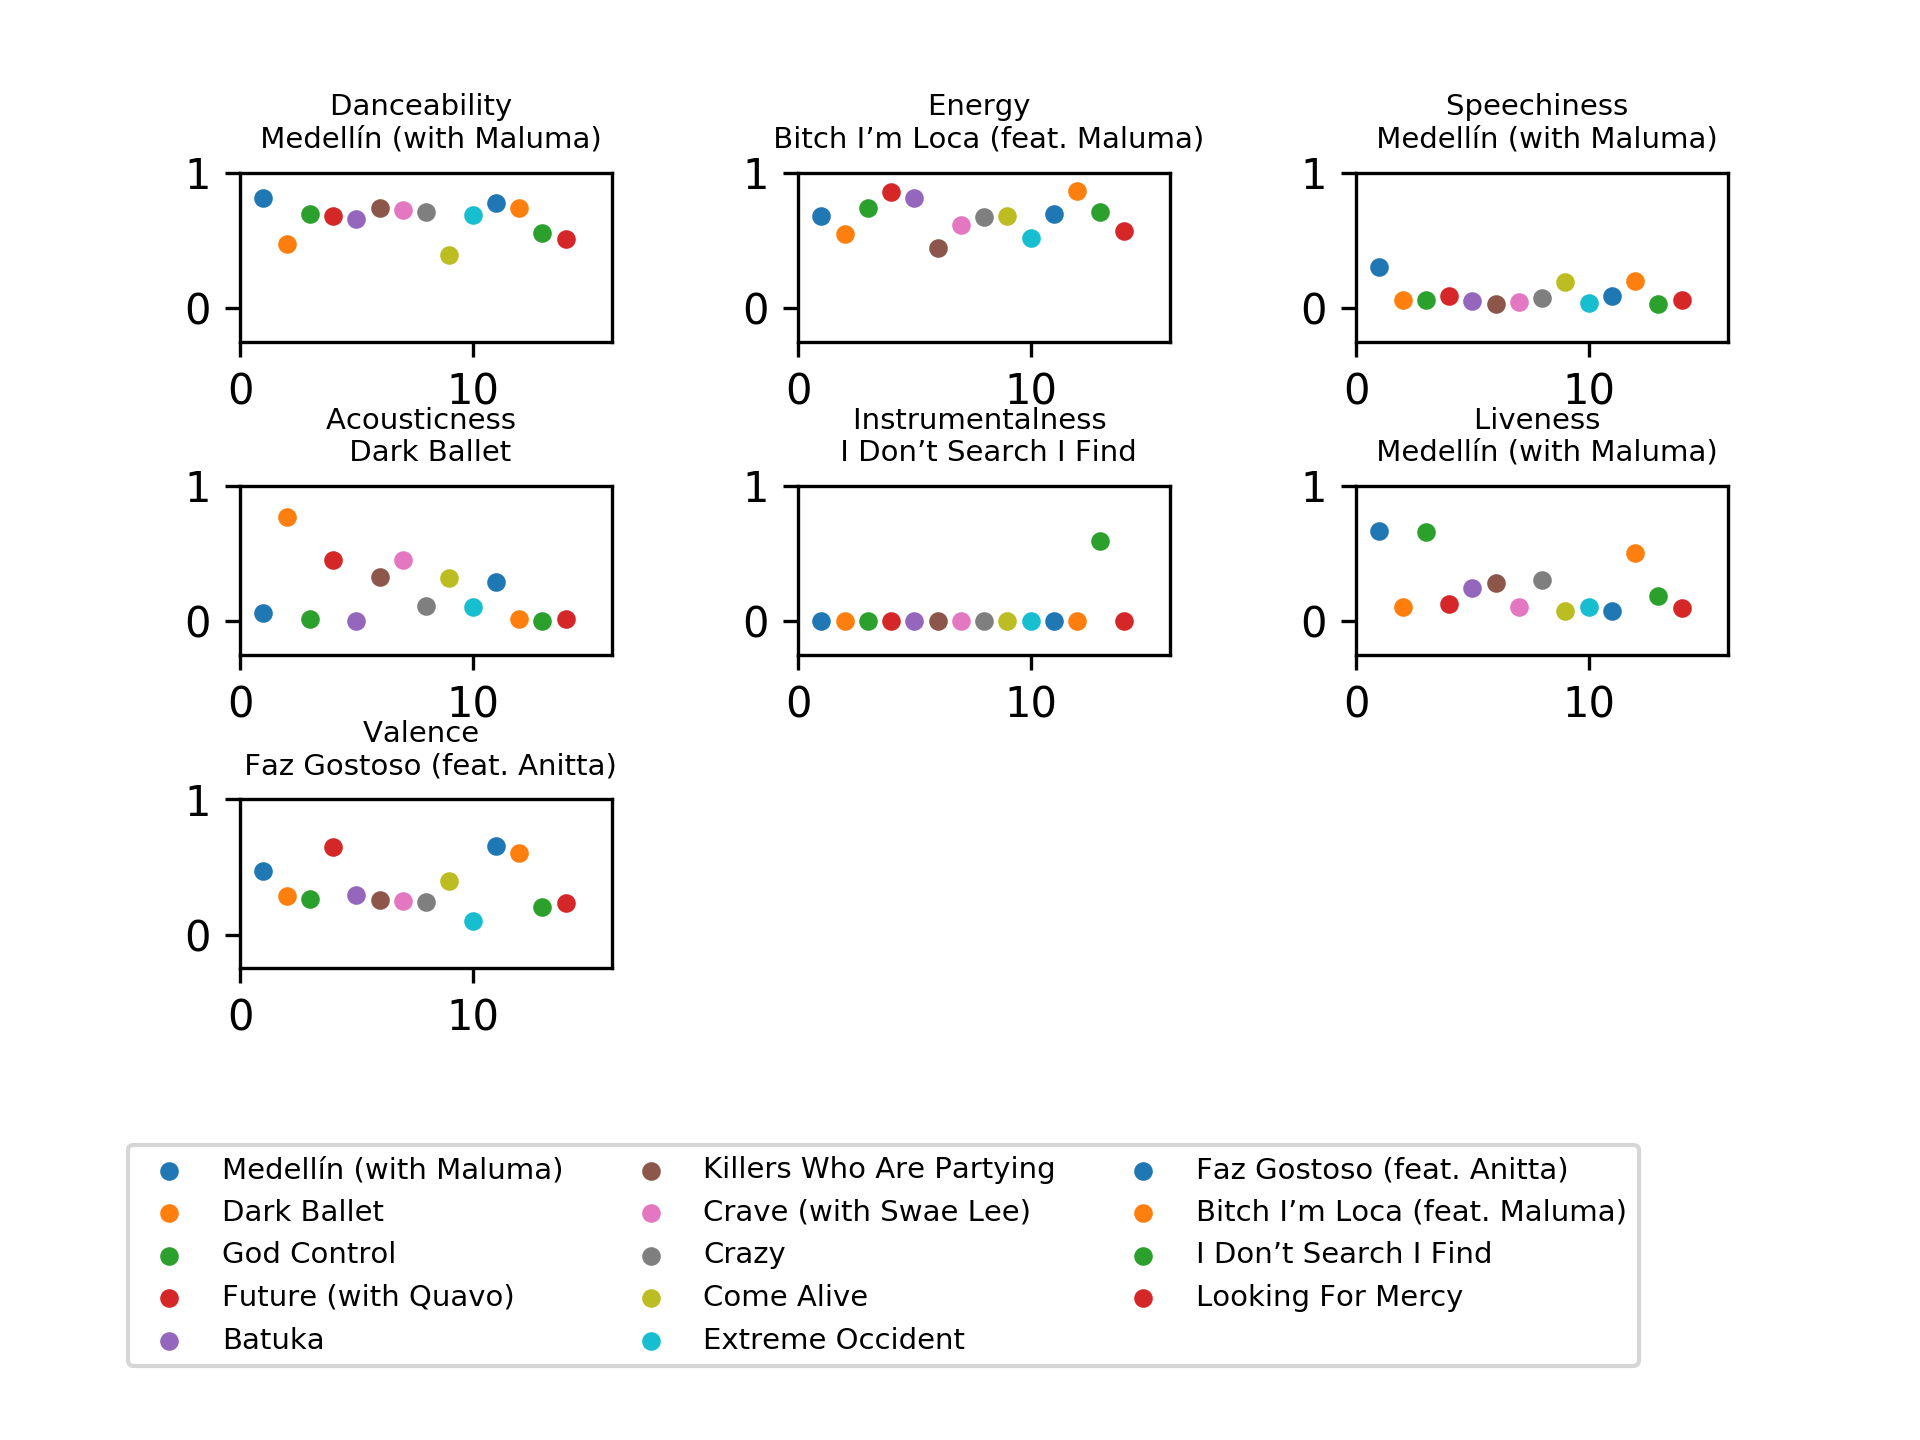 Danceability
Medellín (with Maluma)
1
0
0 10
Energy
Bitch I’m Loca (feat. Maluma)
1
0
0 10
Speechiness
Medellín (with Maluma)
1
0
0 10
Acousticness
Dark Ballet
1
0
0 10
Instrumentalness
I Don’t Search I Find
1
0
0 10
Liveness
Medellín (with Maluma)
1
0
0 10
Valence
Faz Gostoso (feat. Anitta)
1
0
0 10
Medellín (with Maluma)
Dark Ballet
God Control
Future (with Quavo)
Batuka
Killers Who Are Partying
Crave (with Swae Lee)
Crazy
Come Alive
Extreme Occident
Faz Gostoso (feat. Anitta)
Bitch I’m Loca (feat. Maluma)
I Don’t Search I Find
Looking For Mercy